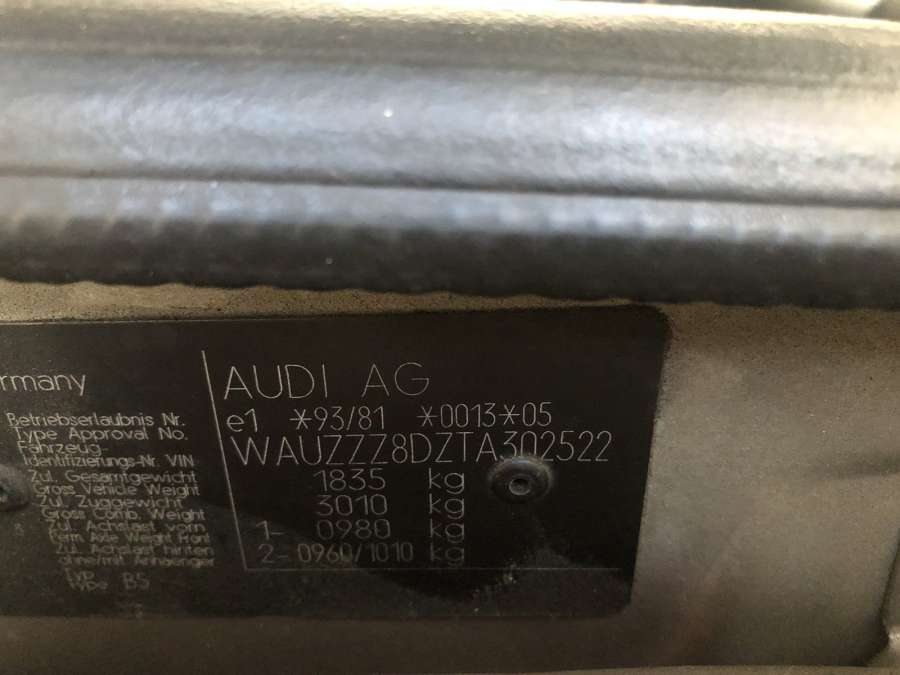 ermany
AUDI AG
Betriebserlaubnis Nr.
Type Approval No.
e1 *93/81 *0013*05
Fahrzeug-
Identifizierungs-Nr. VIN
WAUZZZ8DZTA302522
Zul. Gesamtgewicht
Gross Vehicle Weight
1835 kg
Zul. Zuggewicht
Gross Comb. Weight
3010 kg
Zul. Achslast vorn
Perm. Axle Weight Front
1- 0980 kg
Zul. Achslast hinten
ohne/mit Anhaenger
2- 0960/1010 kg
Typ
Type B5